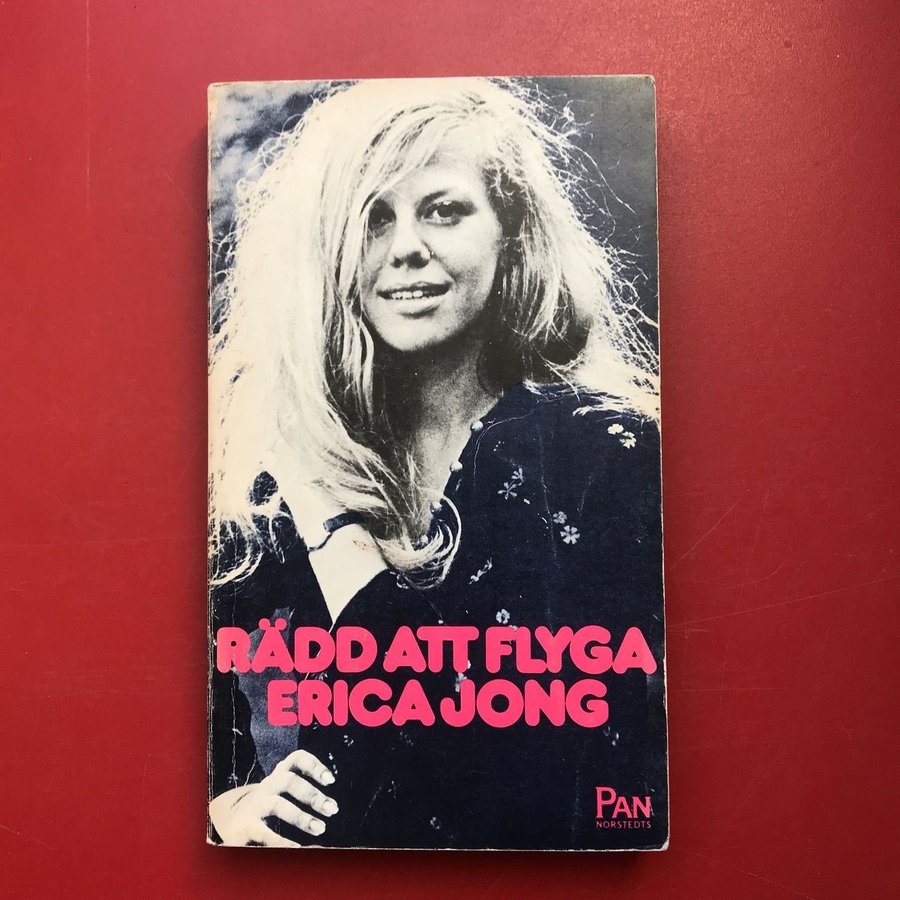 RÄDD ATT FLYGA
ERICA JONG
PAN
NORSTEDTS